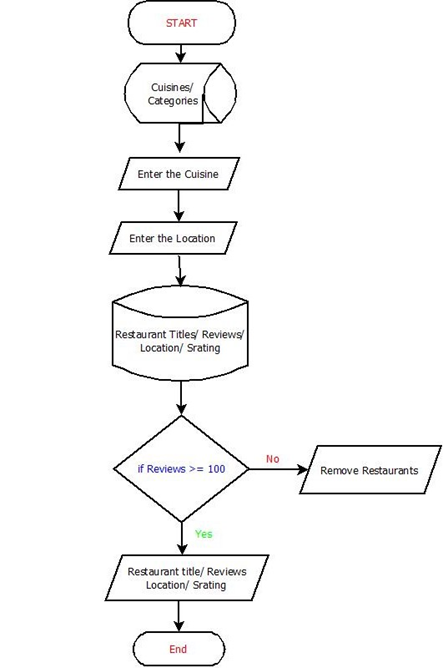 START
Cuisines/
Categories
Enter the Cuisine
Enter the Location
Restaurant Titles/ Reviews/
Location/ Srating
if Reviews >= 100
No
Remove Restaurants
Yes
Restaurant title/ Reviews
Location/ Srating
End